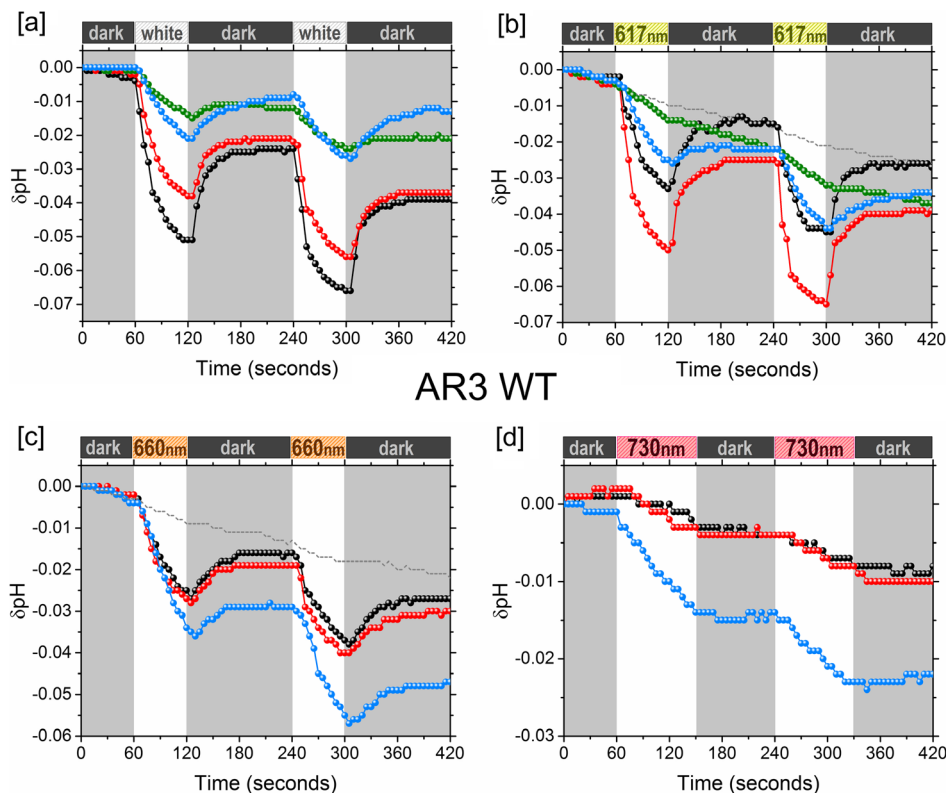 [a]
dark white dark white dark
0.00
-0.01
-0.02
-0.03
-0.04
-0.05
-0.06
-0.07
δpH
0 60 120 180 240 300 360 420
Time (seconds)
[b]
dark 617nm dark 617nm dark
0.00
-0.01
-0.02
-0.03
-0.04
-0.05
-0.06
-0.07
δpH
0 60 120 180 240 300 360 420
Time (seconds)
AR3 WT
[c]
dark 660nm dark 660nm dark
0.00
-0.01
-0.02
-0.03
-0.04
-0.05
-0.06
δpH
0 60 120 180 240 300 360 420
Time (seconds)
[d]
dark 730nm dark 730nm dark
0.00
-0.01
-0.02
-0.03
δpH
0 60 120 180 240 300 360 420
Time (seconds)